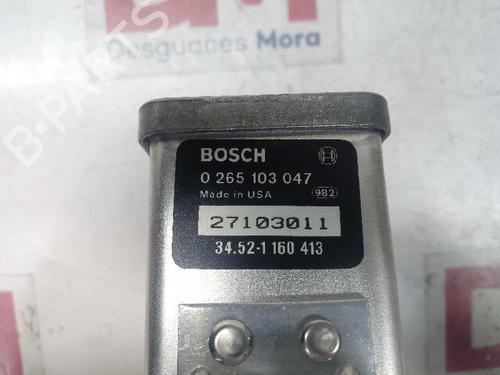 Desguaces Mora
B-PARTS
BOSCH
0 265 103 047
Made in USA 982
27103011
34.52-1 160 413